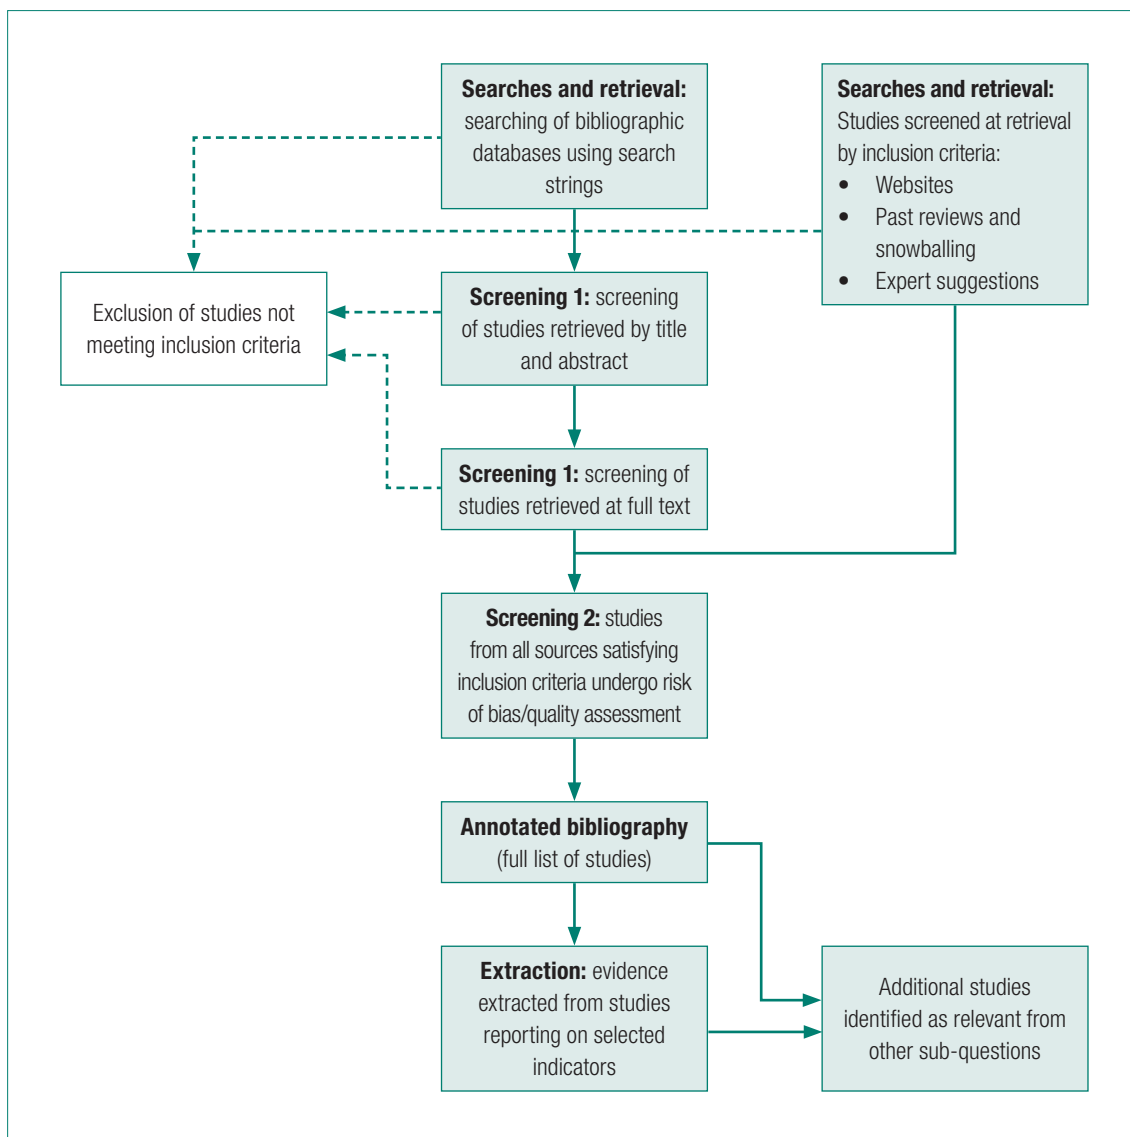 Searches and retrieval:
searching of bibliographic
databases using search
strings
Searches and retrieval:
Studies screened at retrieval
by inclusion criteria:
• Websites
• Past reviews and
snowballing
• Expert suggestions
Exclusion of studies not
meeting inclusion criteria
Screening 1: screening
of studies retrieved by title
and abstract
Screening 1: screening of
studies retrieved at full text
Screening 2: studies
from all sources satisfying
inclusion criteria undergo risk
of bias/quality assessment
Annotated bibliography
(full list of studies)
Extraction: evidence
extracted from studies
reporting on selected
indicators
Additional studies
identified as relevant from
other sub-questions